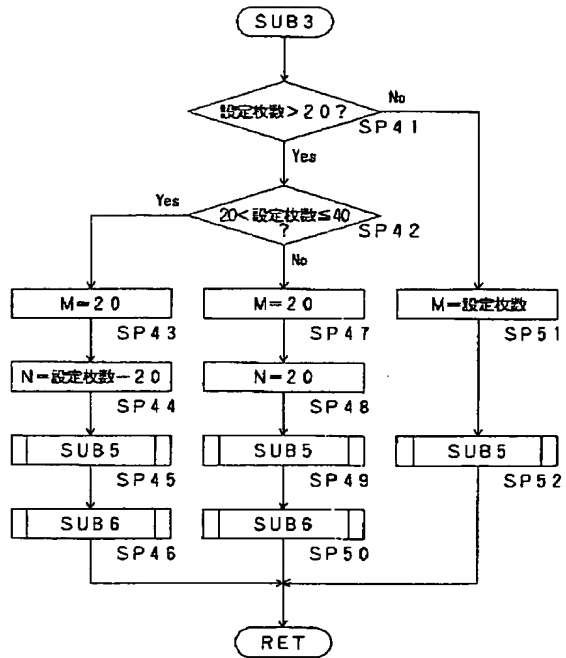 SUB3
設定枚数>20?
No
SP41
Yes
Yes
20<設定枚数≦40
?
SP42
No
M=20
M=20
M=設定枚数
SP43
SP47
SP51
N=設定枚数-20
N=20
SP44
SP48
SUB5
SUB5
SUB5
SP45
SP49
SP52
SUB6
SUB6
SP46
SP50
RET